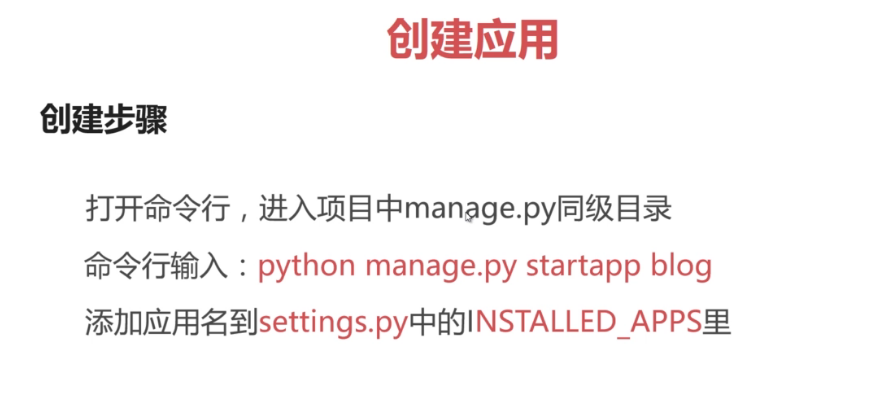 创建应用
创建步骤
打开命令行，进入项目中manage.py同级目录
命令行输入：python manage.py startapp blog
添加应用名到settings.py中的INSTALLED_APPS里